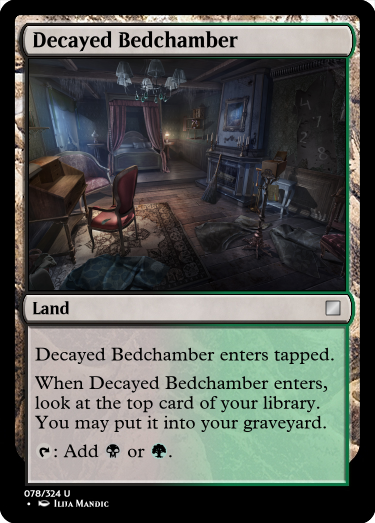 Decayed Bedchamber
Land
Decayed Bedchamber enters tapped.
When Decayed Bedchamber enters,
look at the top card of your library.
You may put it into your graveyard.
: Add or .
078/324 U
• Ilija Mandic